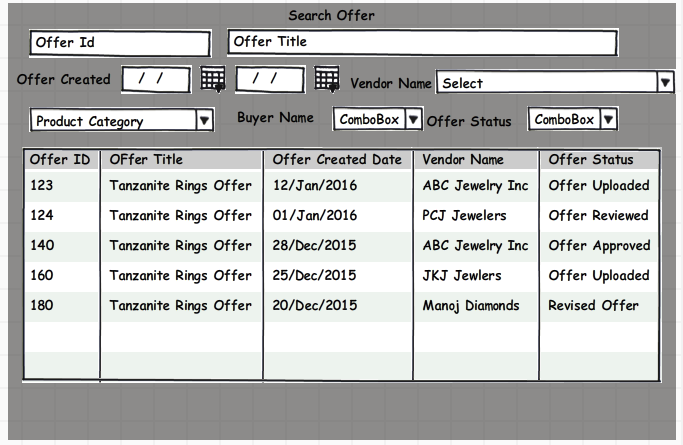 Search Offer
Offer Id Offer Title
Offer Created / / / / Vendor Name Select
Product Category Buyer Name ComboBox Offer Status ComboBox
Offer ID OFfer Title Offer Created Date Vendor Name Offer Status
123 Tanzanite Rings Offer 12/Jan/2016 ABC Jewelry Inc Offer Uploaded
124 Tanzanite Rings Offer 01/Jan/2016 PCJ Jewelers Offer Reviewed
140 Tanzanite Rings Offer 28/Dec/2015 ABC Jewelry Inc Offer Approved
160 Tanzanite Rings Offer 25/Dec/2015 JKJ Jewlers Offer Uploaded
180 Tanzanite Rings Offer 20/Dec/2015 Manoj Diamonds Revised Offer